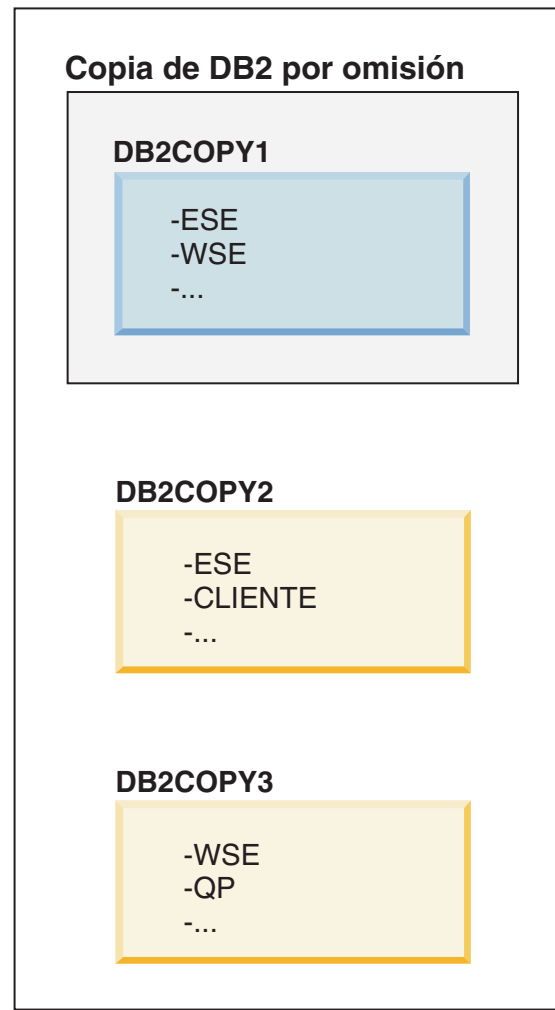 Copia de DB2 por omisión
DB2COPY1
-ESE
-WSE
-...
DB2COPY2
-ESE
-CLIENTE
-...
DB2COPY3
-WSE
-QP
-...